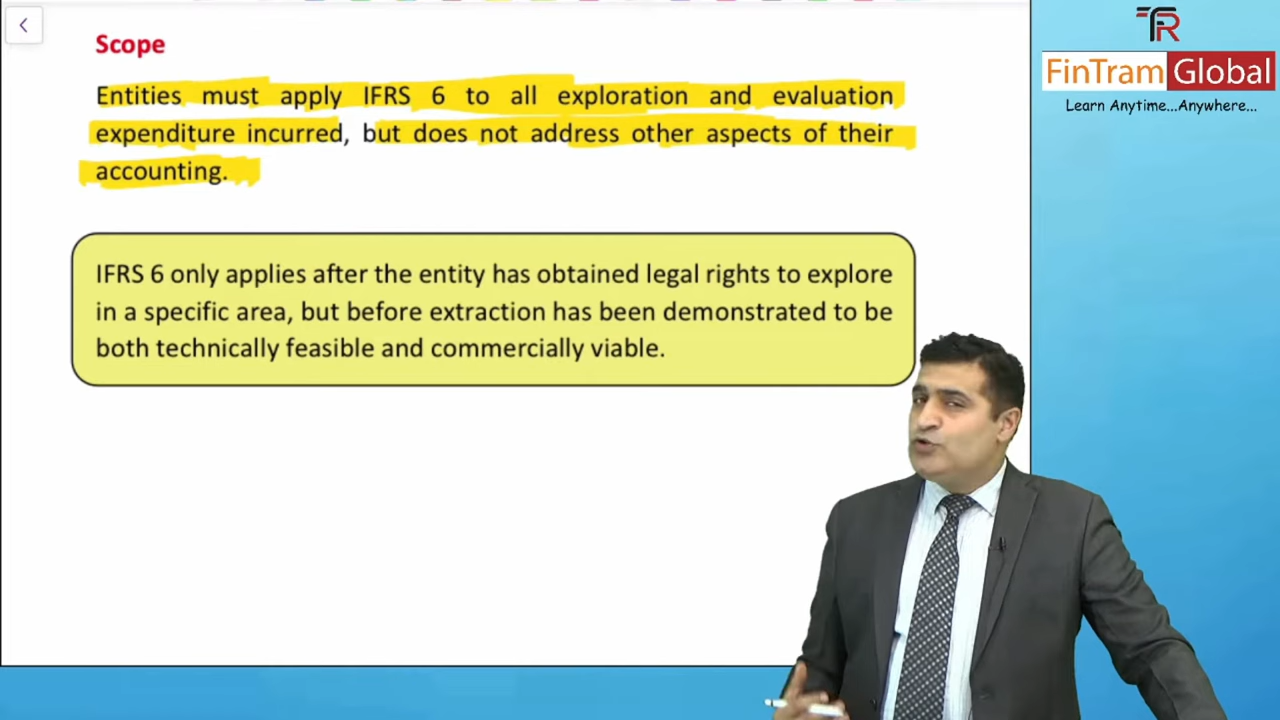 Scope
Entities must apply IFRS 6 to all exploration and evaluation
expenditure incurred, but does not address other aspects of their
accounting.
IFRS 6 only applies after the entity has obtained legal rights to explore
in a specific area, but before extraction has been demonstrated to be
both technically feasible and commercially viable.
TR
FinTram Global
Learn Anytime...Anywhere...